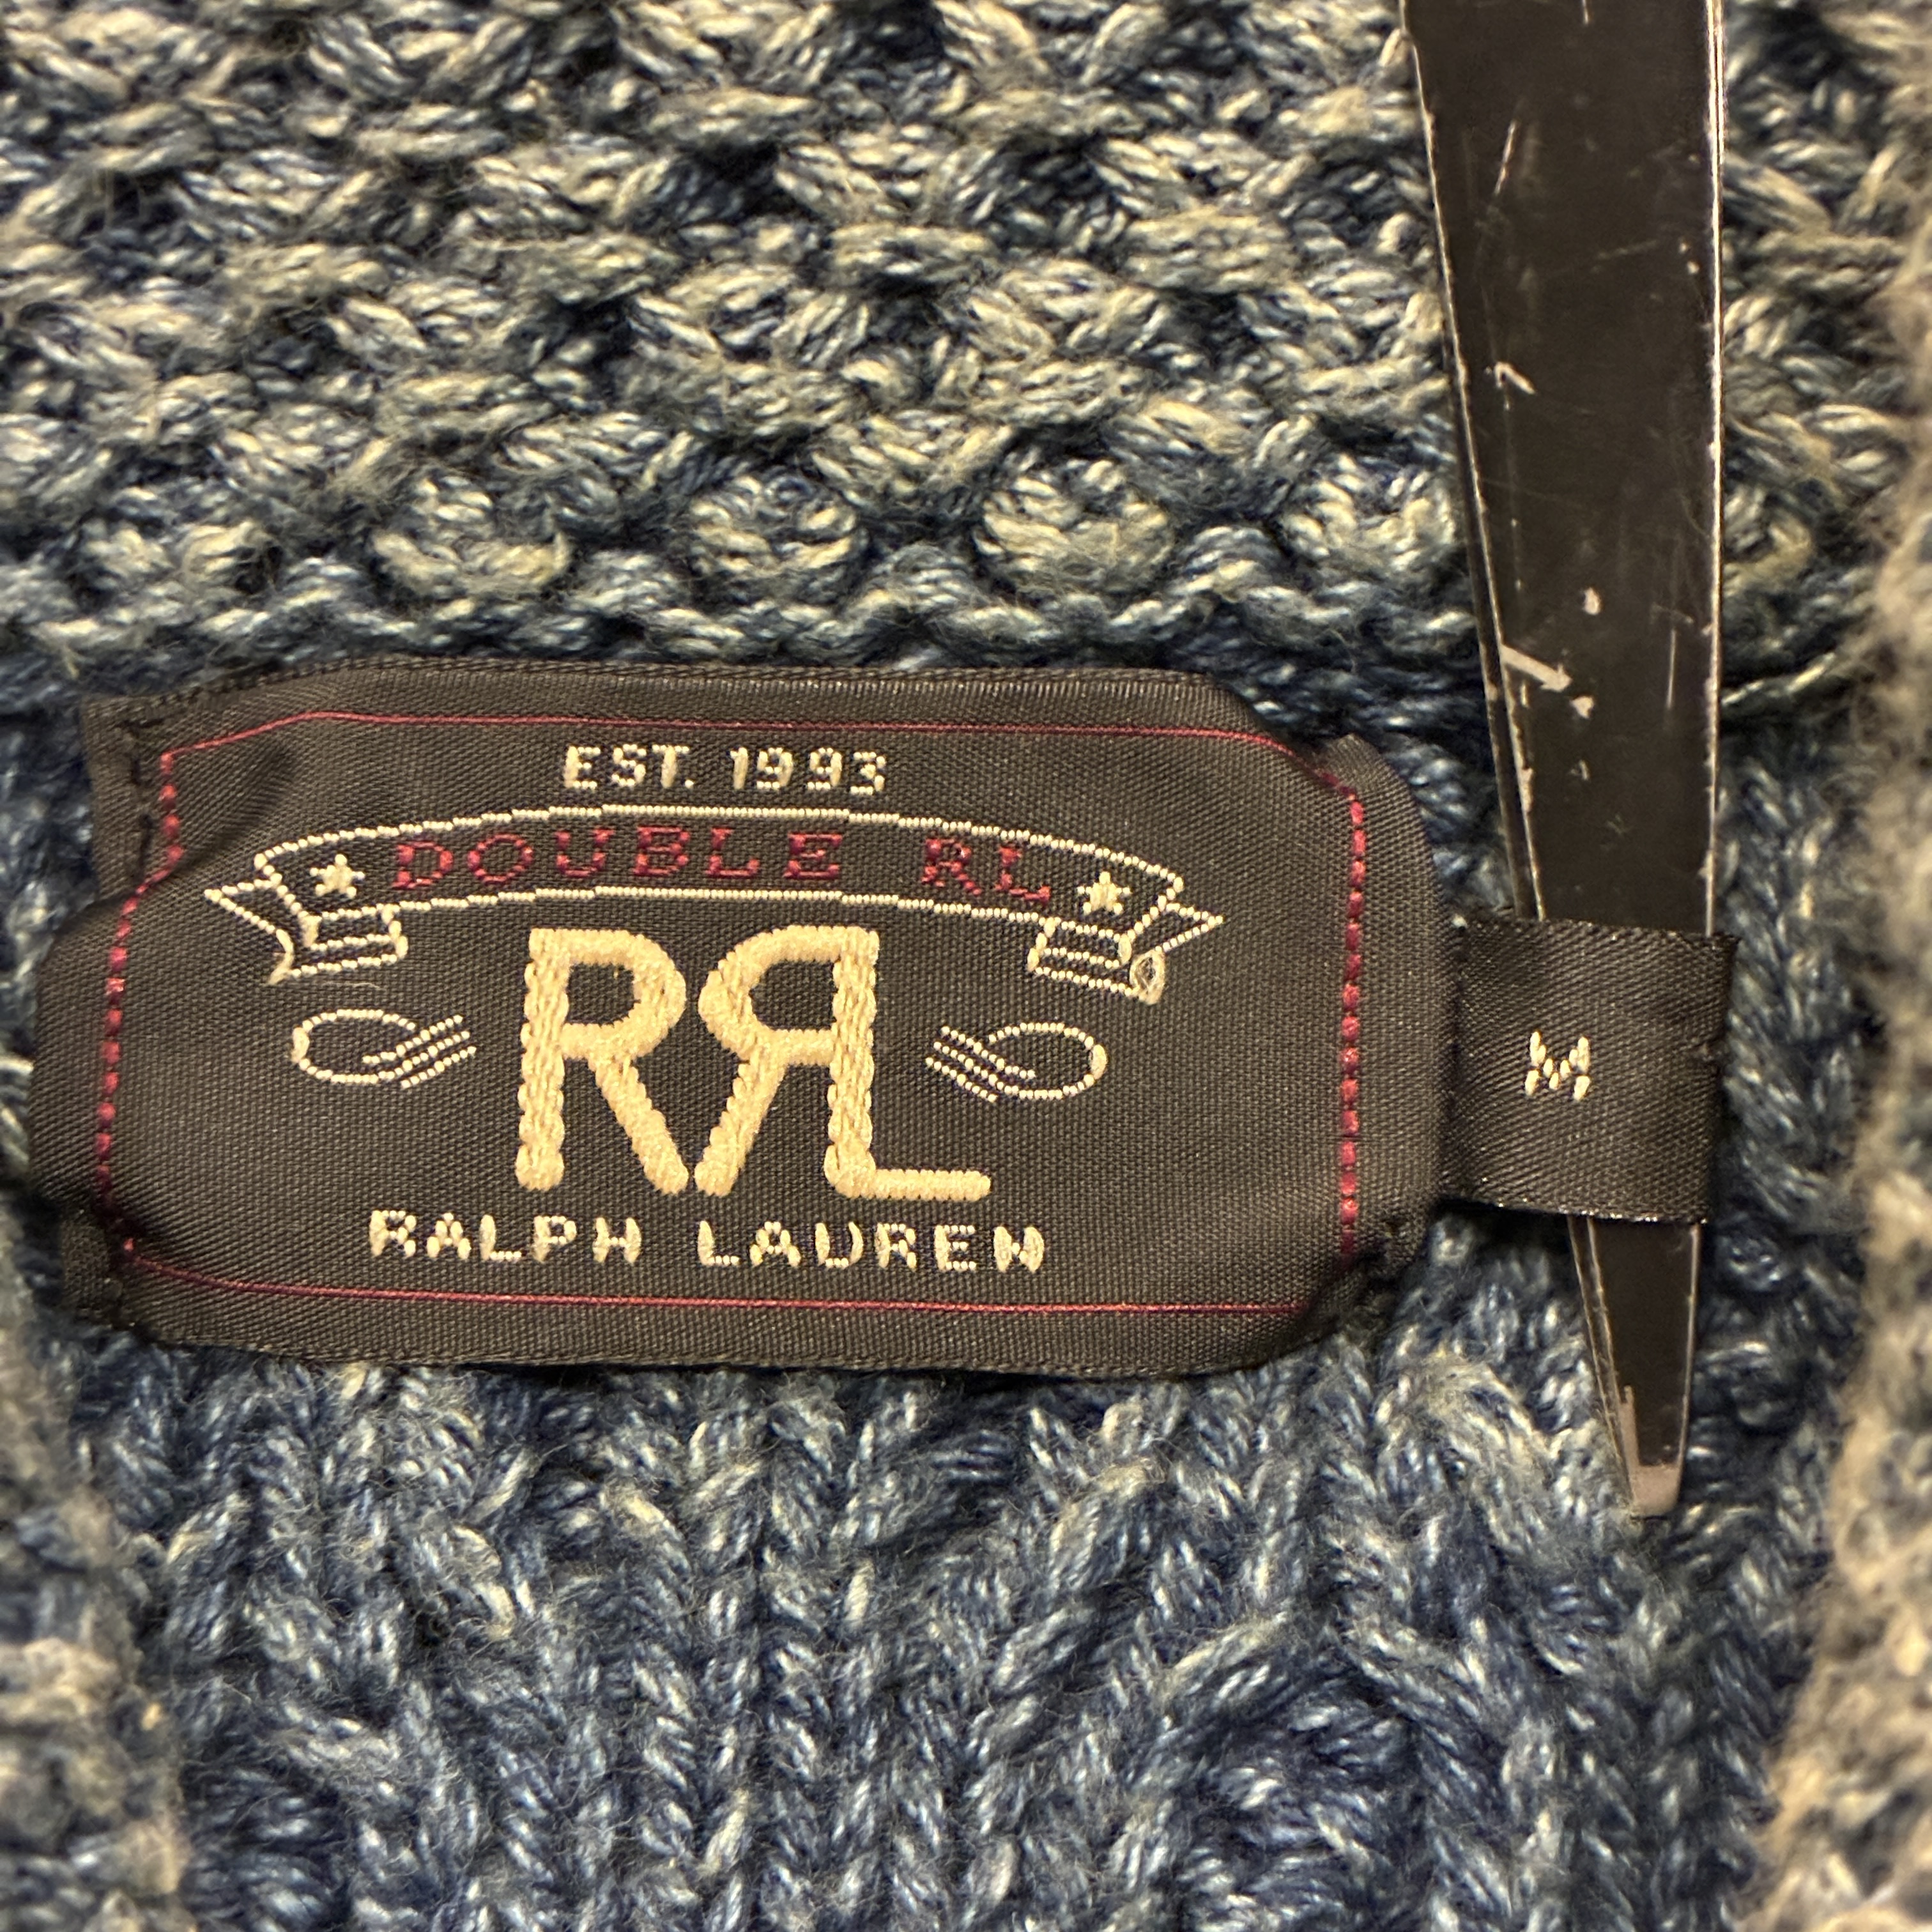 EST. 1993
DOUBLE RL
RRL
RALPH LAUREN
M